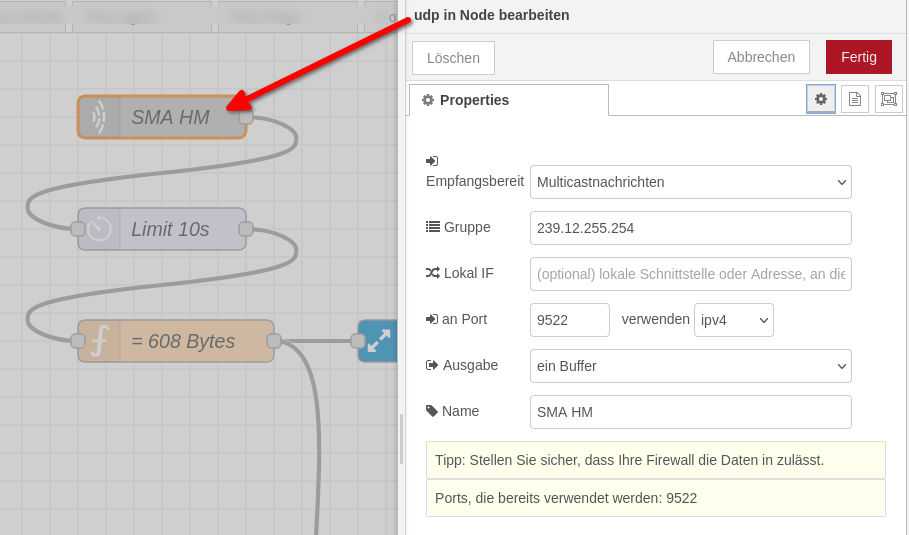 udp in Node bearbeiten
Löschen
Abbrechen
Fertig
Properties
SMA HM
Limit 10s
= 608 Bytes
Empfangsbereit
Multicastnachrichten
Gruppe
239.12.255.254
Lokal IF
(optional) lokale Schnittstelle oder Adresse, an die
an Port
9522
verwenden
ipv4
Ausgabe
ein Buffer
Name
SMA HM
Tipp: Stellen Sie sicher, dass Ihre Firewall die Daten in zulässt.
Ports, die bereits verwendet werden: 9522